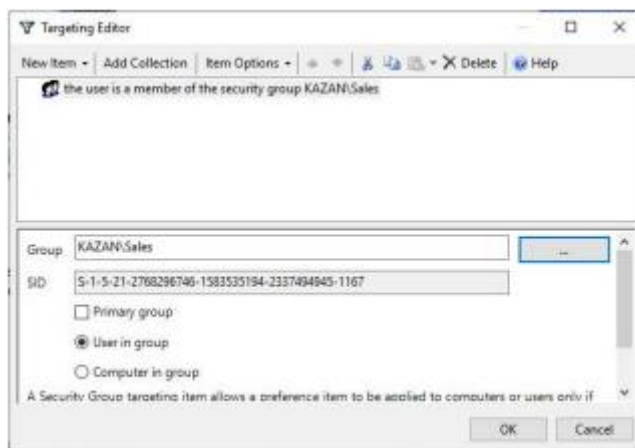 Targeting Editor
New Item Add Collection Item Options Delete Help
the user is a member of the security group KAZAN\Sales
Group KAZAN\Sales ...
SID S-1-5-21-2768296746-1583535194-2337494945-1167
Primary group
User in group
Computer in group
A Security Group targeting item allows a preference item to be applied to computers or users only if
OK Cancel